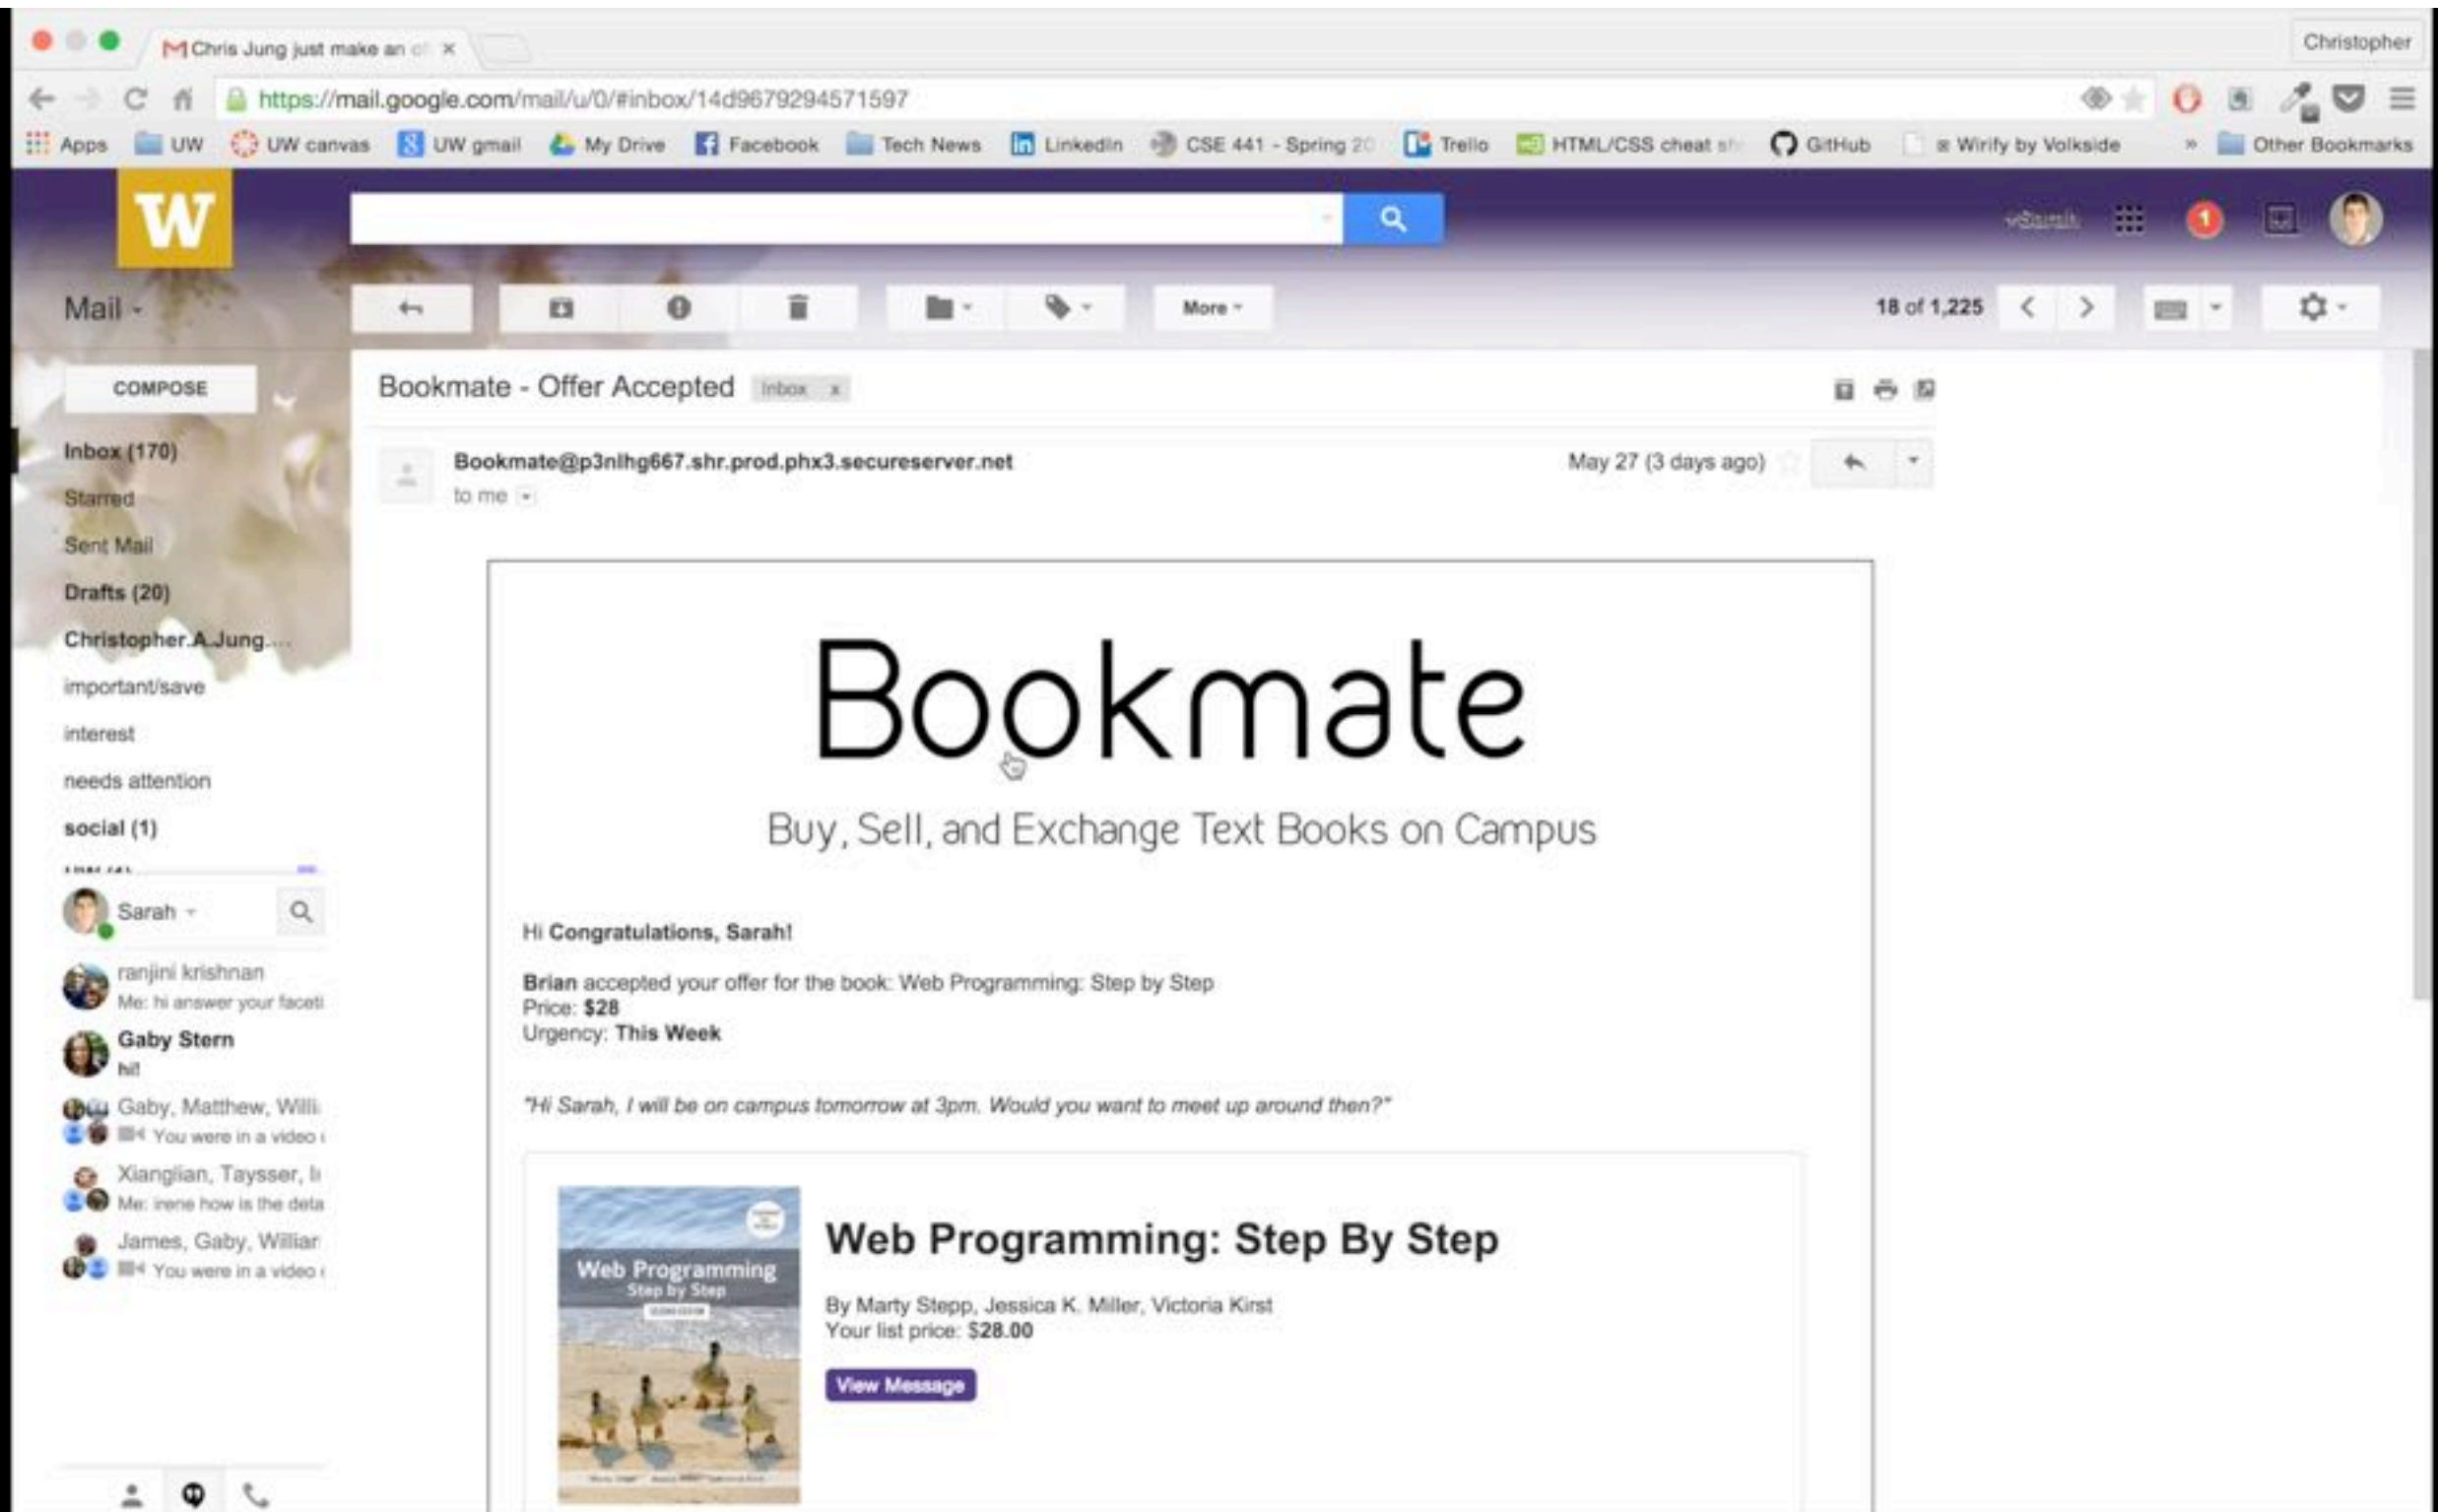 Chris Jung just make an o
Christopher
https://mail.google.com/mail/u/0/#inbox/14d9679294571597
Apps UW UW canvas UW gmail My Drive Facebook Tech News LinkedIn CSE 441 - Spring 20 Trello HTML/CSS cheat sh GitHub Wirify by Volkside » Other Bookmarks
W
+Sarah 1
Mail
More
18 of 1,225
COMPOSE
Bookmate - Offer Accepted Inbox x
Inbox (170)
Starred
Sent Mail
Drafts (20)
Christopher.A.Jung....
important/save
interest
needs attention
social (1)
Sarah
ranjini krishnan
Me: hi answer your faceti
Gaby Stern
hi!
Gaby, Matthew, Willi
You were in a video
Xianglian, Taysser, I
Me: irene how is the deta
James, Gaby, William
You were in a video
Bookmate@p3nlhg667.shr.prod.phx3.secureserver.net
May 27 (3 days ago)
to me
Bookmate
Buy, Sell, and Exchange Text Books on Campus
Hi Congratulations, Sarah!
Brian accepted your offer for the book: Web Programming: Step by Step
Price: $28
Urgency: This Week
"Hi Sarah, I will be on campus tomorrow at 3pm. Would you want to meet up around then?"
Web Programming
Step by Step
SECOND EDITION
Web Programming: Step By Step
By Marty Stepp, Jessica K. Miller, Victoria Kirst
Your list price: $28.00
View Message